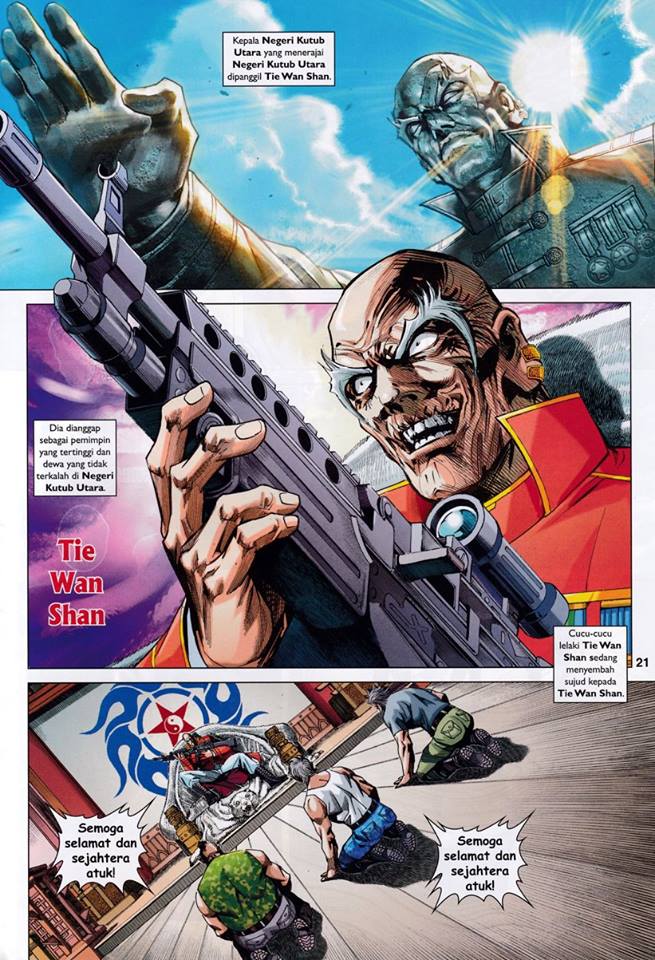 Kepala Negeri Kutub
Utara yang menerajai
Negeri Kutub Utara
dipanggil Tie Wan Shan.
Dia dianggap
sebagai pemimpin
yang tertinggi dan
dewa yang tidak
terkalah di Negeri
Kutub Utara.
Tie
Wan
Shan
Cucu-cucu
lelaki Tie Wan
Shan sedang
menyembah
sujud kepada
Tie Wan Shan.
21
Semoga
selamat dan
sejahtera
atuk!
Semoga
selamat dan
sejahtera
atuk!